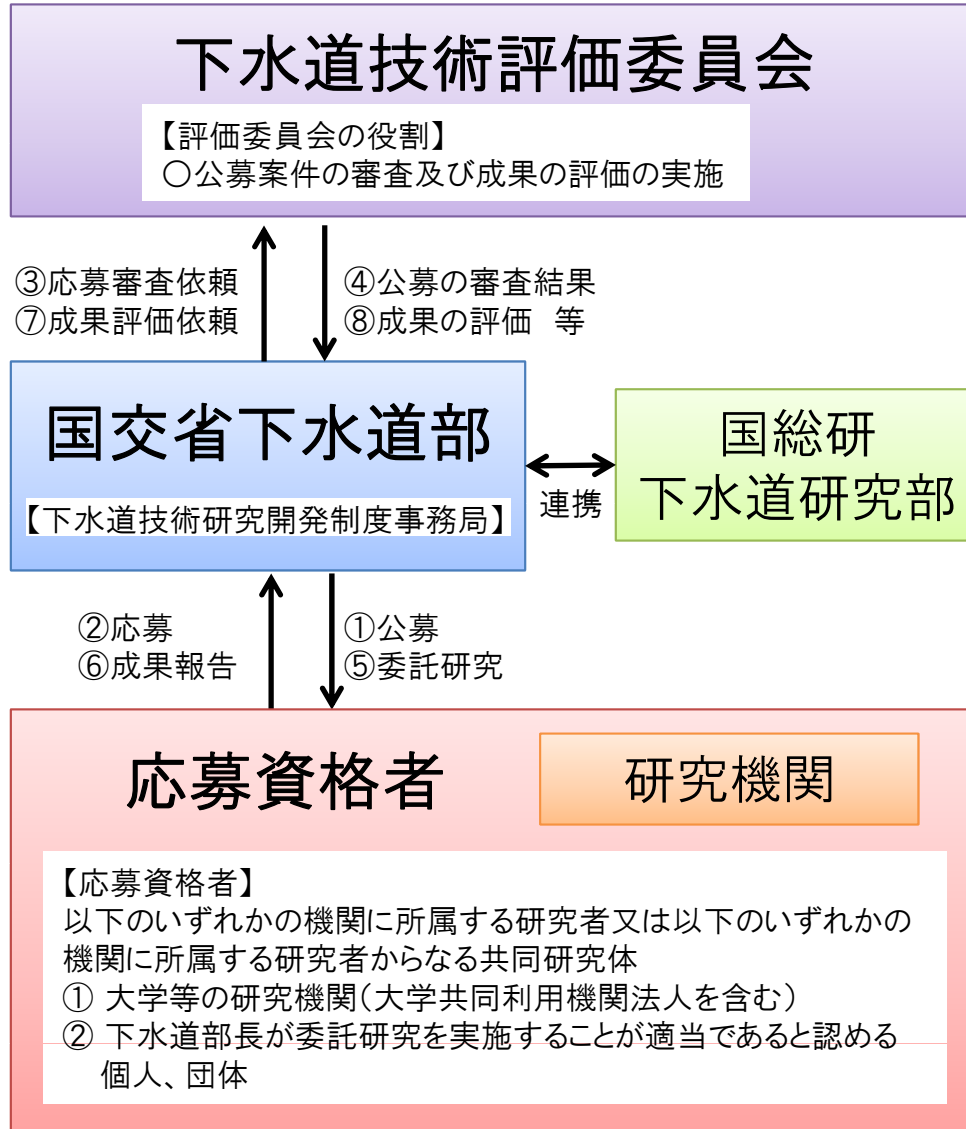 下水道技術評価委員会
【評価委員会の役割】
○公募案件の審査及び成果の評価の実施
③応募審査依頼
⑦成果評価依頼
④公募の審査結果
⑧成果の評価 等
国交省下水道部
【下水道技術研究開発制度事務局】
連携
国総研
下水道研究部
②応募
⑥成果報告
①公募
⑤委託研究
応募資格者
研究機関
【応募資格者】
以下のいずれかの機関に所属する研究者又は以下のいずれかの
機関に所属する研究者からなる共同研究体
① 大学等の研究機関(大学共同利用機関法人を含む)
② 下水道部長が委託研究を実施することが適当であると認める
個人、団体